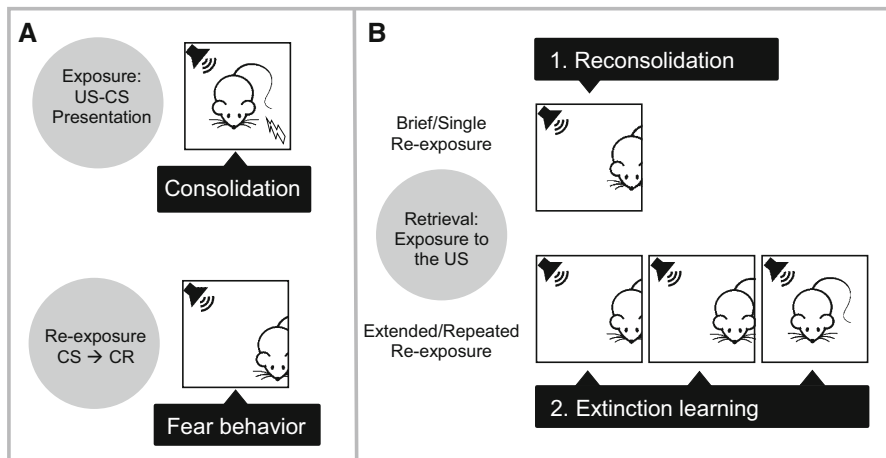 A
Exposure:
US-CS
Presentation
Consolidation
Re-exposure
CS → CR
Fear behavior
B
1. Reconsolidation
Brief/Single
Re-exposure
Retrieval:
Exposure to
the US
Extended/Repeated
Re-exposure
2. Extinction learning